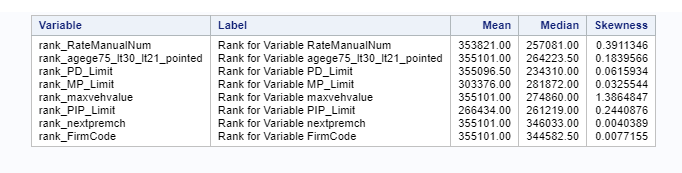 Variable Label Mean Median Skewness
rank_RateManualNum Rank for Variable RateManualNum 353821.00 257081.00 0.3911346
rank_agege75_lt30_lt21_pointed Rank for Variable agege75_lt30_lt21_pointed 355101.00 264223.50 0.1839566
rank_PD_Limit Rank for Variable PD_Limit 355096.50 234310.00 0.0615934
rank_MP_Limit Rank for Variable MP_Limit 303376.00 281872.00 0.0325544
rank_maxvehvalue Rank for Variable maxvehvalue 355101.00 274860.00 1.3864847
rank_PIP_Limit Rank for Variable PIP_Limit 266434.00 261219.00 0.2440876
rank_nextpremch Rank for Variable nextpremch 355101.00 346033.00 0.0040389
rank_FirmCode Rank for Variable FirmCode 355101.00 344582.50 0.0077155